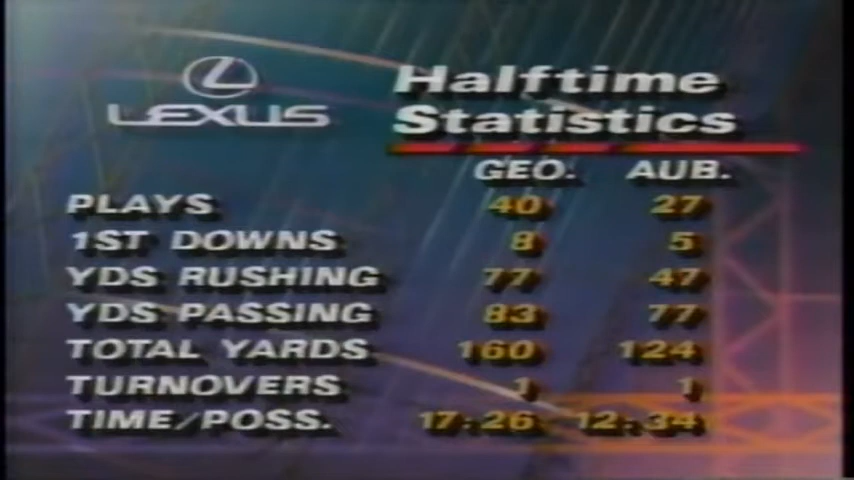 LEXUS
Halftime
Statistics
GEO. AUB.
PLAYS 40 27
1ST DOWNS 8 5
YDS RUSHING 77 47
YDS PASSING 83 77
TOTAL YARDS 160 124
TURNOVERS 1 1
TIME/POSS. 17:26 12:34